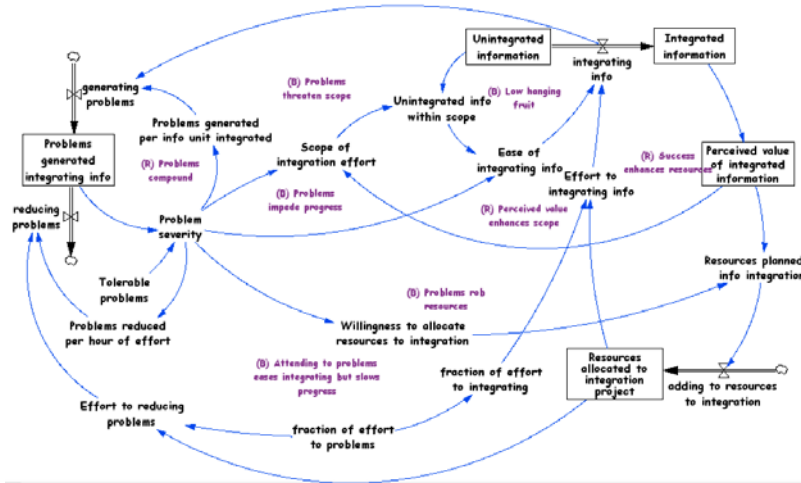 Unintegrated
information
Integrated
information
integrating
info
generating
problems
(B) Problems
threaten scope
(B) Low hanging
fruit
Unintegrated info
within scope
Problems generated
per info unit integrated
Problems
generated
integrating info
(R) Problems
compound
Scope of
integration effort
Ease of
integrating info
(R) Success
enhances resources
Perceived value
of integrated
information
Effort to
integrating info
(B) Problems
impede progress
reducing
problems
Problem
severity
(R) Perceived value
enhances scope
Resources planned
info integration
Tolerable
problems
(B) Problems rob
resources
Problems reduced
per hour of effort
Willingness to allocate
resources to integration
(B) Attending to problems
eases integrating but slows
progress
fraction of effort
to integrating
Resources
allocated to
integration
project
adding to resources
to integration
Effort to reducing
problems
fraction of effort
to problems